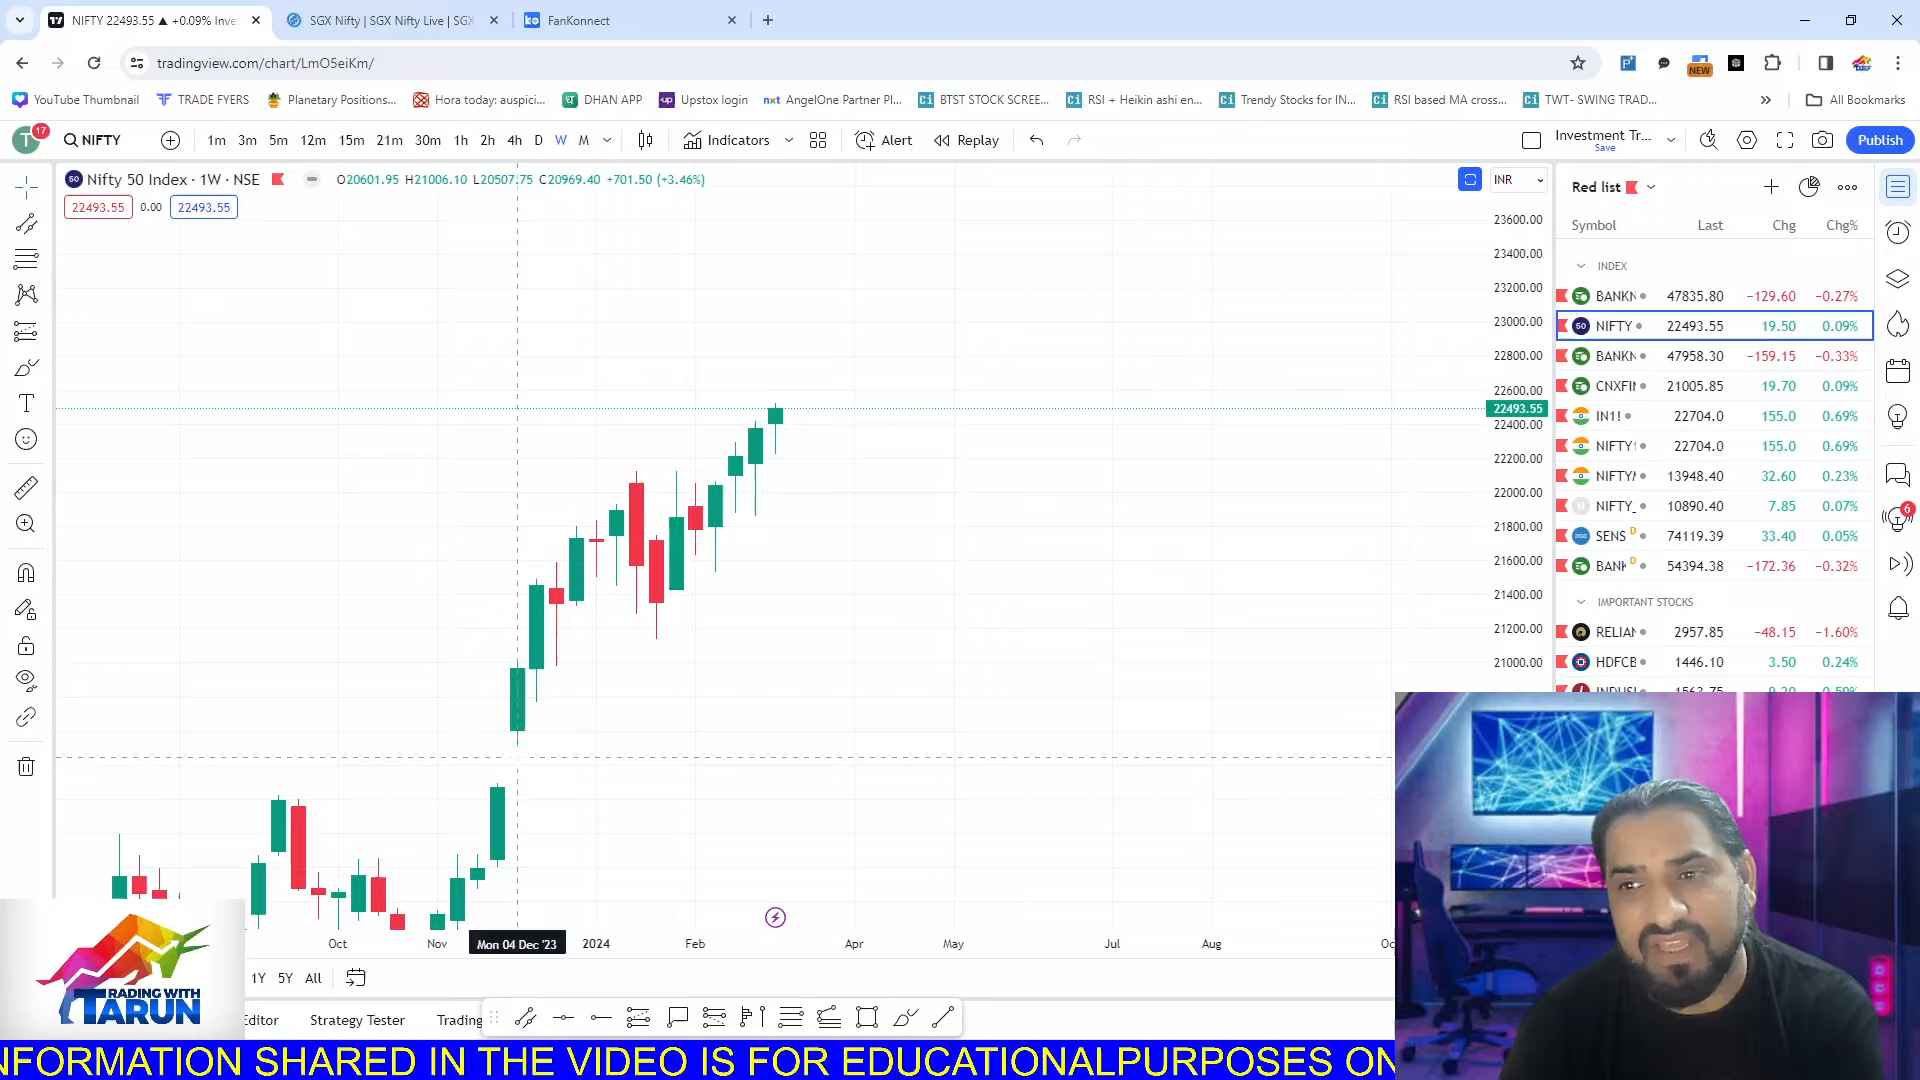 NIFTY 22493.55 ▲ +0.09% Inve
SGX Nifty | SGX Nifty Live | SGX
FanKonnect
tradingview.com/chart/LmO5eiKm/
NEW
YouTube Thumbnail
TRADE FYERS
Planetary Positions...
Hora today: auspici...
DHAN APP
Upstox login
AngelOne Partner Pl...
BTST STOCK SCREE...
RSI + Heikin ashi en...
Trendy Stocks for IN...
RSI based MA cross...
TWT- SWING TRAD...
All Bookmarks
T 17
NIFTY
1m 3m 5m 12m 15m 21m 30m 1h 2h 4h D W M
Indicators
Alert
Replay
Investment Tr...
Save
Publish
Nifty 50 Index · 1W · NSE
O20601.95 H21006.10 L20507.75 C20969.40 +701.50 (+3.46%)
22493.55 0.00 22493.55
INR
23600.00
23400.00
23200.00
23000.00
22800.00
22600.00
22493.55
22400.00
22200.00
22000.00
21800.00
21600.00
21400.00
21200.00
21000.00
Red list
Symbol Last Chg Chg%
INDEX
BANKN 47835.80 −129.60 −0.27%
NIFTY 22493.55 19.50 0.09%
BANKN 47958.30 −159.15 −0.33%
CNXFIN 21005.85 19.70 0.09%
IN1! 22704.0 155.0 0.69%
NIFTY1 22704.0 155.0 0.69%
NIFTYM 13948.40 32.60 0.23%
NIFTY_ 10890.40 7.85 0.07%
SENS D 74119.39 33.40 0.05%
BANK D 54394.38 −172.36 −0.32%
IMPORTANT STOCKS
RELIAN 2957.85 −48.15 −1.60%
HDFCB 1446.10 3.50 0.24%
6
Oct Nov Mon 04 Dec '23 2024 Feb Apr May Jul Aug Oc
1Y 5Y All
Editor
Strategy Tester
Trading
TRADING WITH
TARUN
NFORMATION SHARED IN THE VIDEO IS FOR EDUCATIONALPURPOSES ON